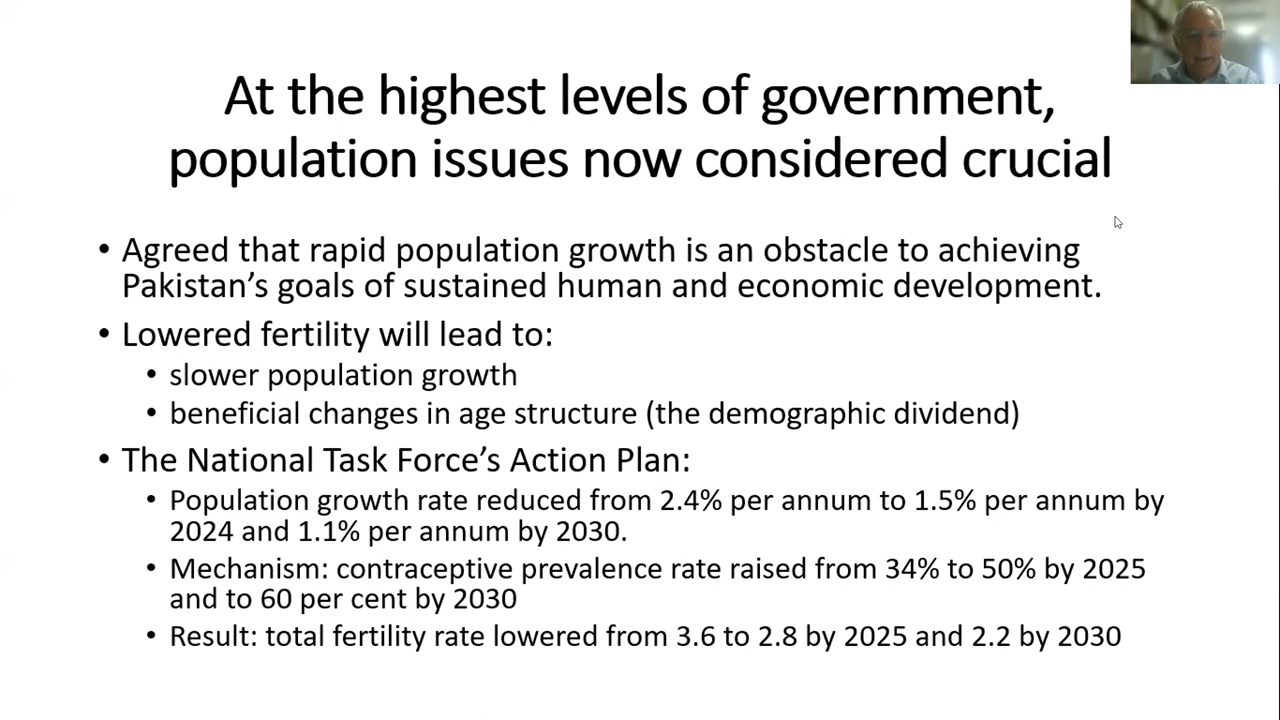 At the highest levels of government,
population issues now considered crucial
• Agreed that rapid population growth is an obstacle to achieving
Pakistan’s goals of sustained human and economic development.
• Lowered fertility will lead to:
• slower population growth
• beneficial changes in age structure (the demographic dividend)
• The National Task Force’s Action Plan:
• Population growth rate reduced from 2.4% per annum to 1.5% per annum by
2024 and 1.1% per annum by 2030.
• Mechanism: contraceptive prevalence rate raised from 34% to 50% by 2025
and to 60 per cent by 2030
• Result: total fertility rate lowered from 3.6 to 2.8 by 2025 and 2.2 by 2030